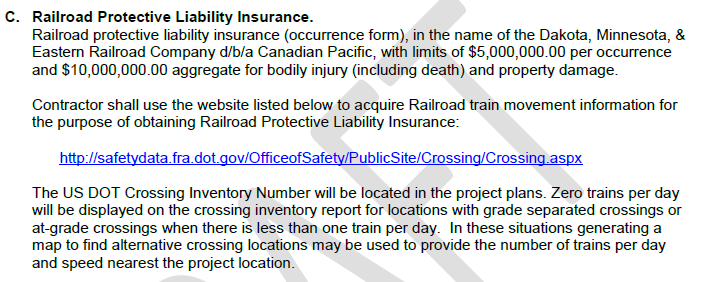 C. Railroad Protective Liability Insurance.
Railroad protective liability insurance (occurrence form), in the name of the Dakota, Minnesota, &
Eastern Railroad Company d/b/a Canadian Pacific, with limits of $5,000,000.00 per occurrence
and $10,000,000.00 aggregate for bodily injury (including death) and property damage.
Contractor shall use the website listed below to acquire Railroad train movement information for
the purpose of obtaining Railroad Protective Liability Insurance:
http://safetydata.fra.dot.gov/OfficeofSafety/PublicSite/Crossing/Crossing.aspx
The US DOT Crossing Inventory Number will be located in the project plans. Zero trains per day
will be displayed on the crossing inventory report for locations with grade separated crossings or
at-grade crossings when there is less than one train per day. In these situations generating a
map to find alternative crossing locations may be used to provide the number of trains per day
and speed nearest the project location.